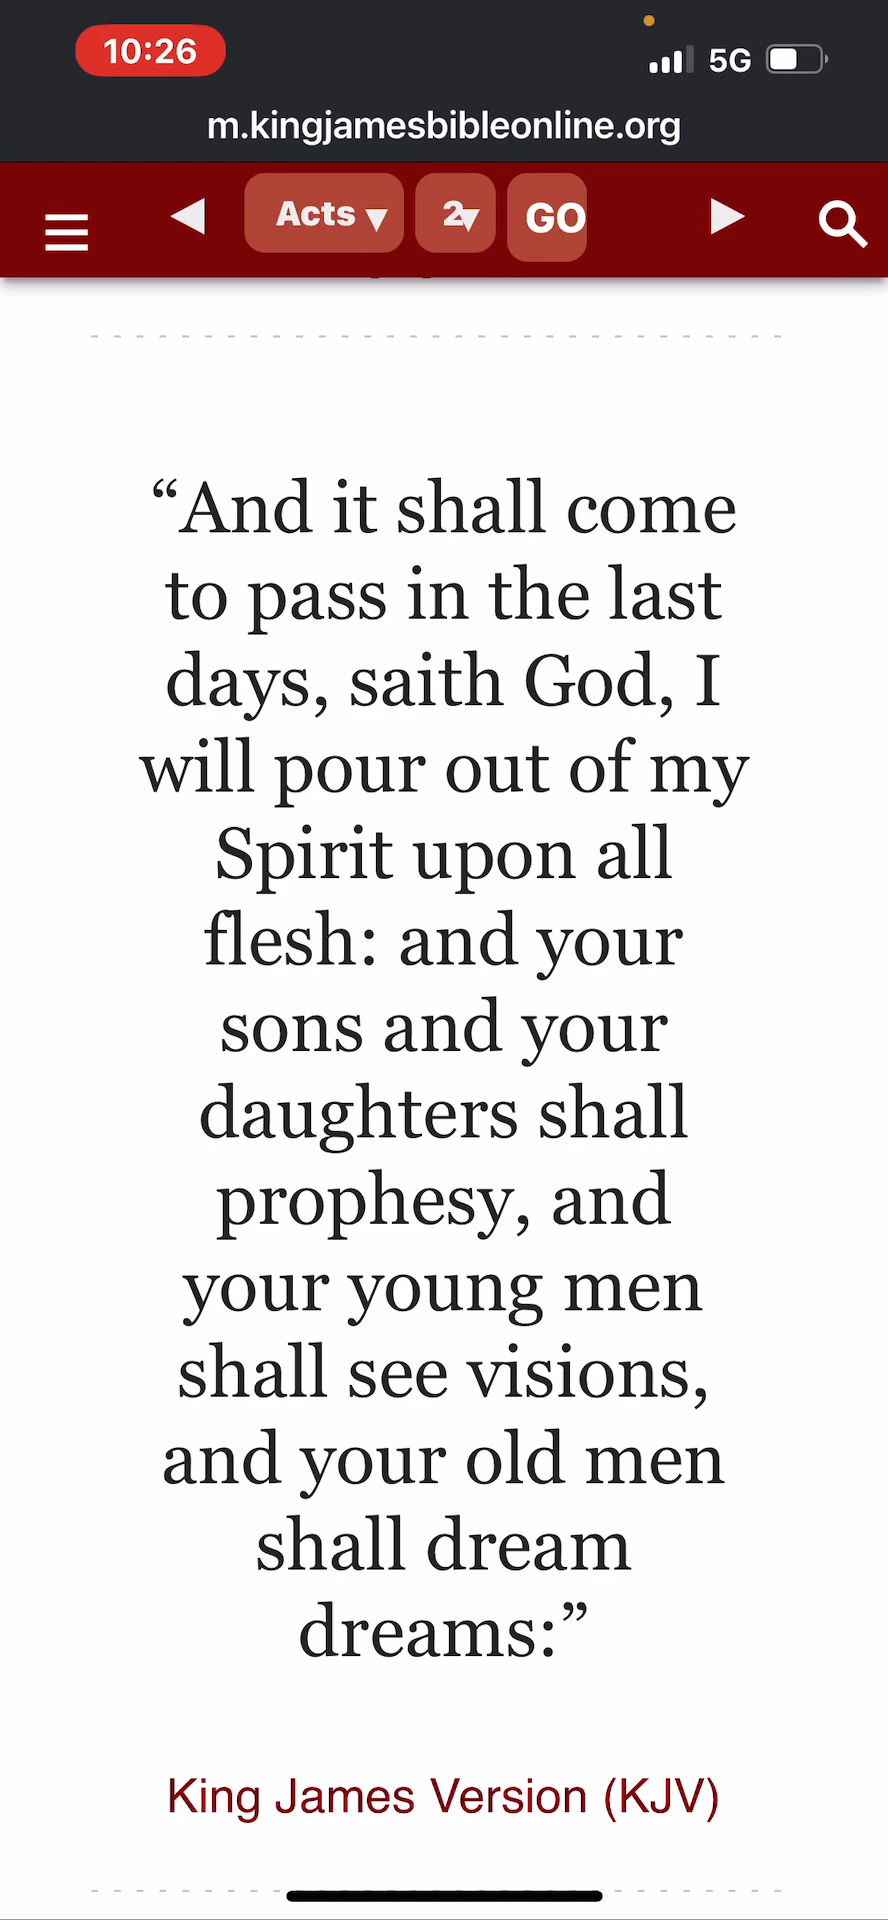 10:26
5G
m.kingjamesbibleonline.org
Acts ▼ 2▼ GO
“And it shall come
to pass in the last
days, saith God, I
will pour out of my
Spirit upon all
flesh: and your
sons and your
daughters shall
prophesy, and
your young men
shall see visions,
and your old men
shall dream
dreams:”
King James Version (KJV)